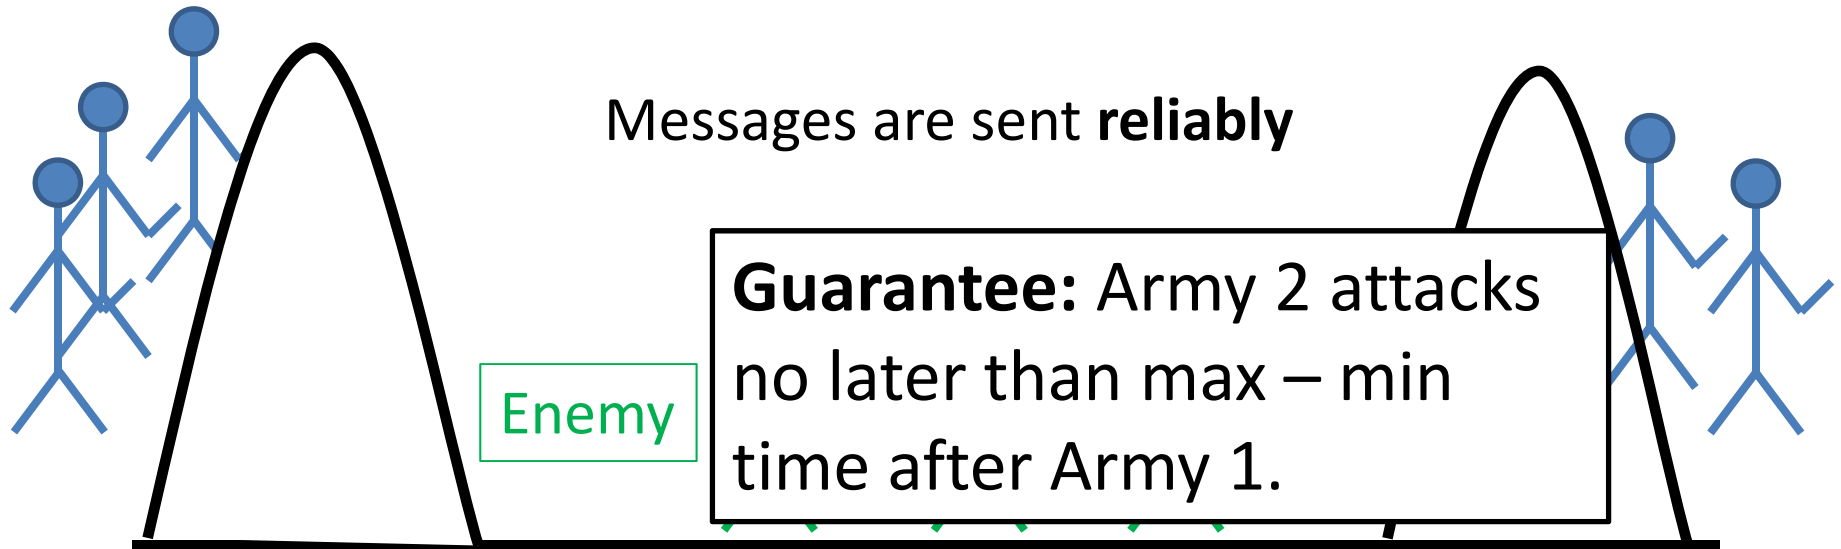 Messages are sent reliably
Guarantee: Army 2 attacks
no later than max – min
time after Army 1.
Enemy